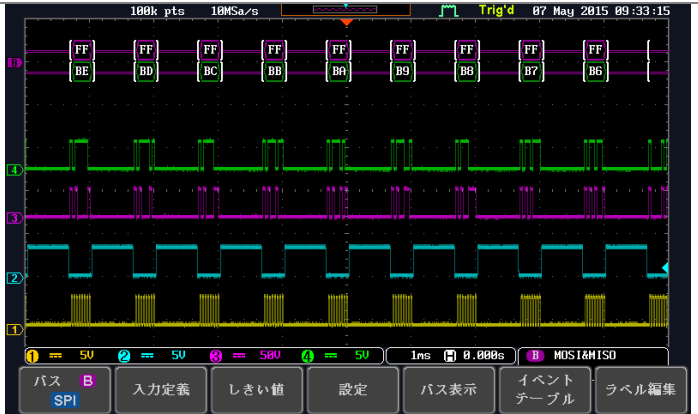 100k pts 10MSa/s Trig'd 07 May 2015 09:33:15
FF FF FF FF FF FF FF FF FF
B BE BD BC BB BA B9 B8 B7 B6
4
3
2
1
1 5V 2 5V 3 50V 4 5V 1ms H 0.000s B MOSI&MISO
バス B 入力定義 しきい値 設定 バス表示 イベント ラベル編集
SPI テーブル